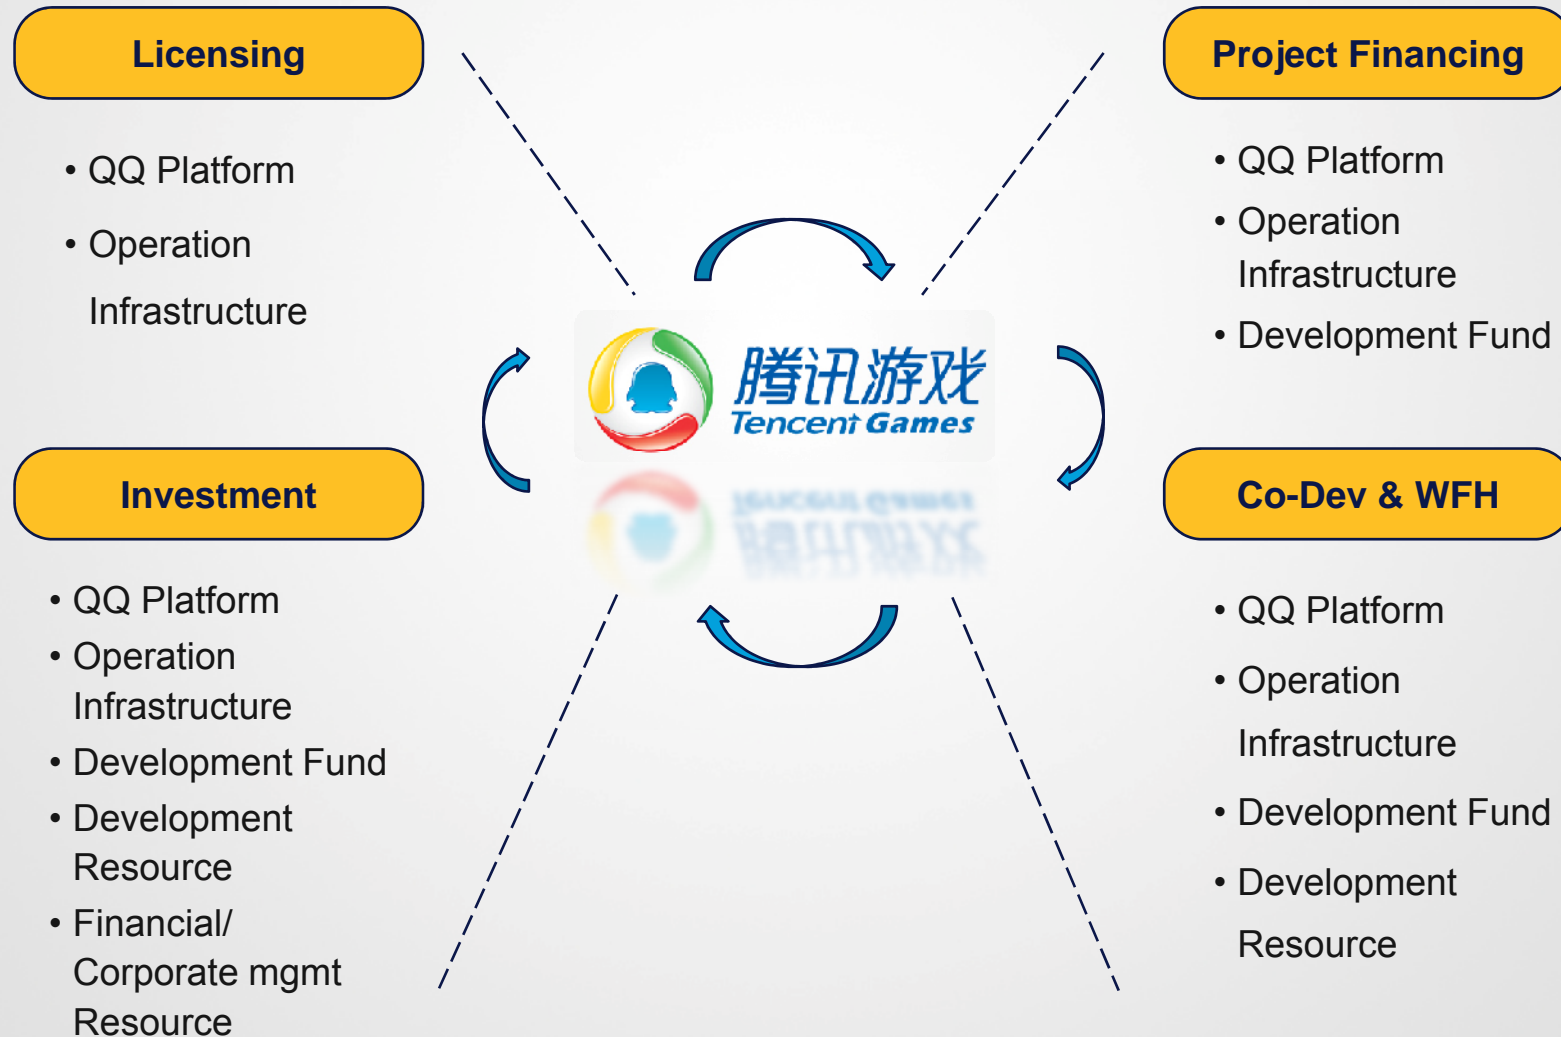 Licensing
• QQ Platform
• Operation
Infrastructure
Project Financing
• QQ Platform
• Operation
Infrastructure
• Development Fund
腾讯游戏
Tencent Games
Investment
• QQ Platform
• Operation
Infrastructure
• Development Fund
• Development
Resource
• Financial/
Corporate mgmt
Resource
Co-Dev & WFH
• QQ Platform
• Operation
Infrastructure
• Development Fund
• Development
Resource